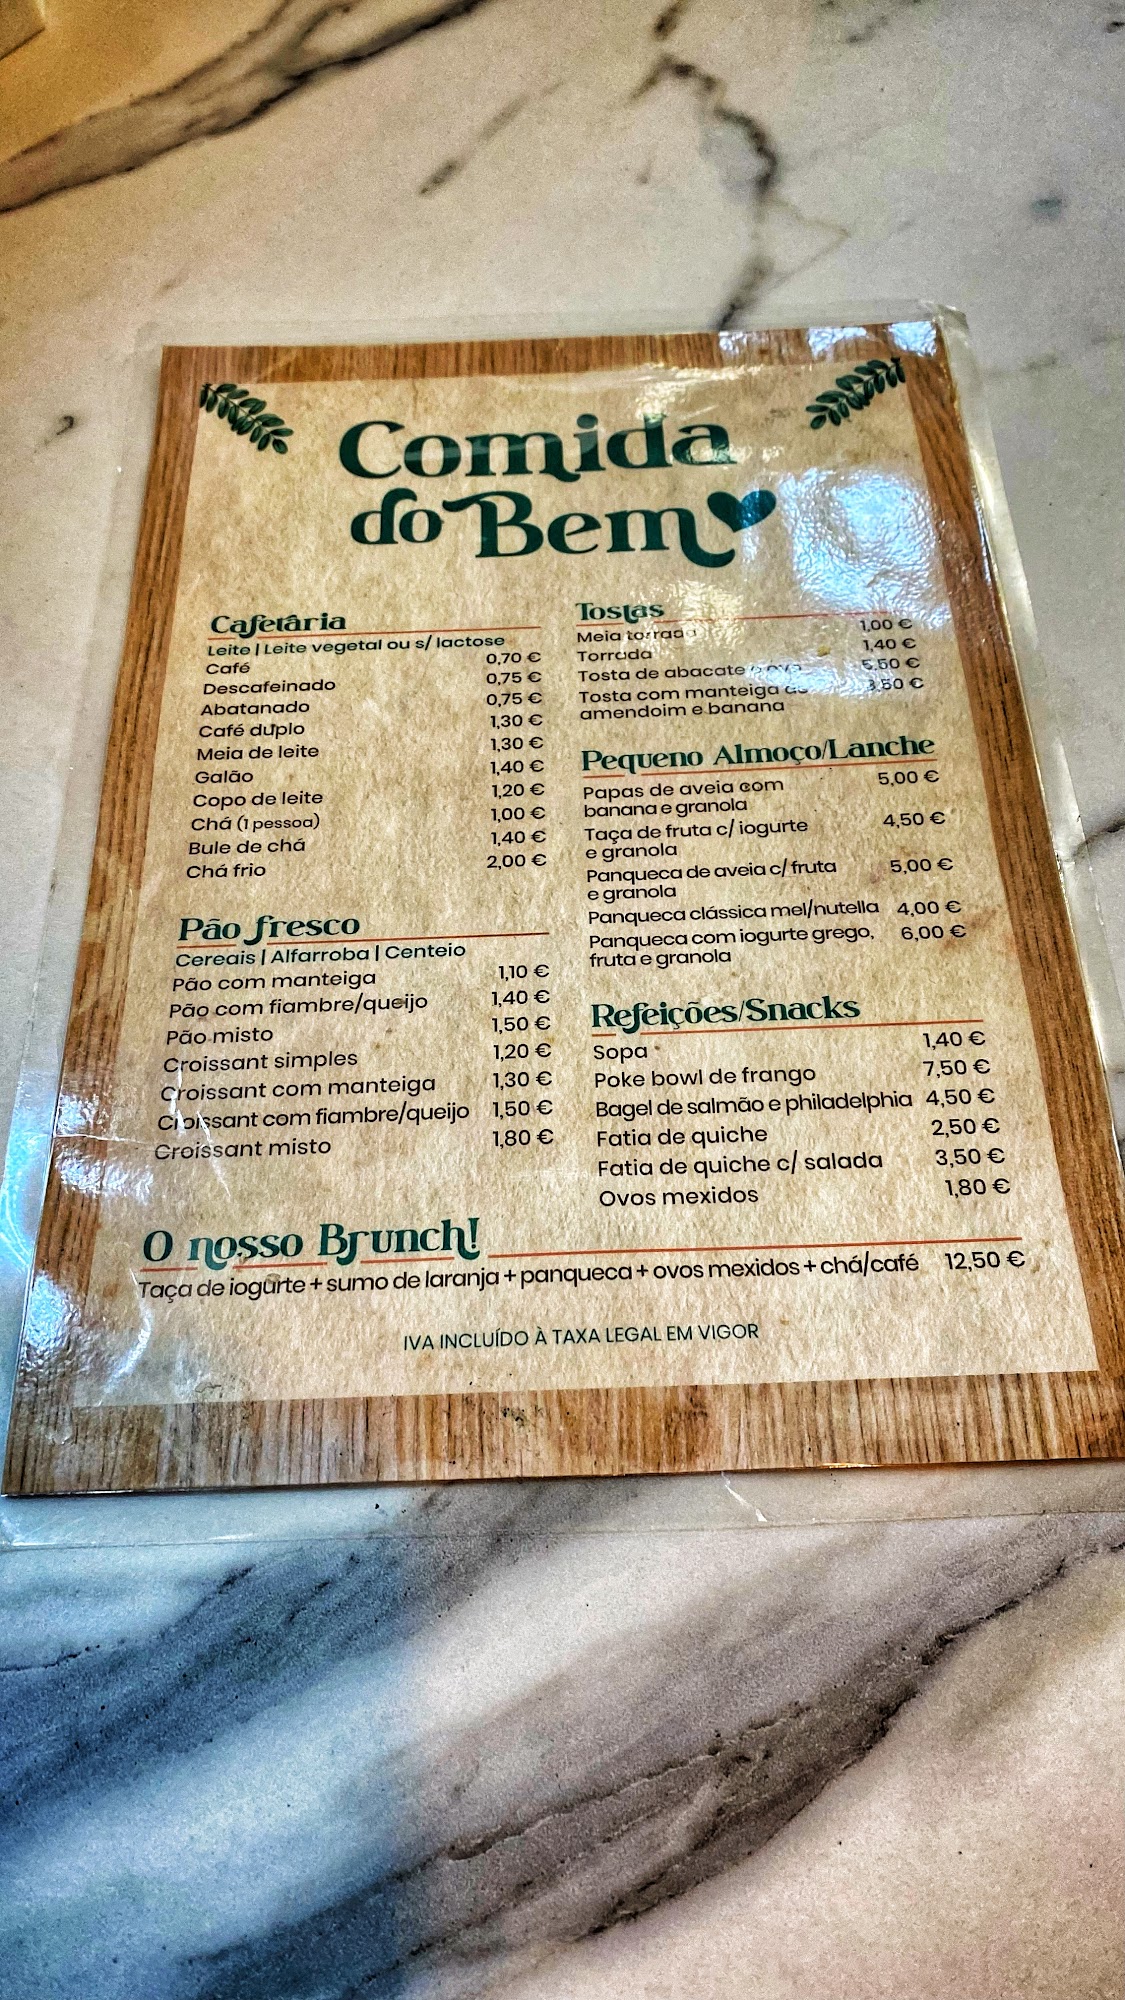 Comida
do Bem
Cafetaria
Leite | Leite vegetal ou s/ lactose
Café 0,70 €
Descafeinado 0,75 €
Abatanado 0,75 €
Café duplo 1,30 €
Meia de leite 1,30 €
Galão 1,40 €
Copo de leite 1,20 €
Chá (1 pessoa) 1,00 €
Bule de chá 1,40 €
Chá frio 2,00 €
Pão fresco
Cereais | Alfarroba | Centeio
Pão com manteiga 1,10 €
Pão com fiambre/queijo 1,40 €
Pão misto 1,50 €
Croissant simples 1,20 €
Croissant com manteiga 1,30 €
Croissant com fiambre/queijo 1,50 €
Croissant misto 1,80 €
Tostas
Meia torrada 1,00 €
Torrada 1,40 €
Tosta de abacate 5,50 €
Tosta com manteiga de 3,50 €
amendoim e banana
Pequeno Almoço/Lanche
Papas de aveia com 5,00 €
banana e granola
Taça de fruta c/ iogurte 4,50 €
e granola
Panqueca de aveia c/ fruta 5,00 €
e granola
Panqueca clássica mel/nutella 4,00 €
Panqueca com iogurte grego, 6,00 €
fruta e granola
Refeições/Snacks
Sopa 1,40 €
Poke bowl de frango 7,50 €
Bagel de salmão e philadelphia 4,50 €
Fatia de quiche 2,50 €
Fatia de quiche c/ salada 3,50 €
Ovos mexidos 1,80 €
O nosso Brunch!
Taça de iogurte + sumo de laranja + panqueca + ovos mexidos + chá/café 12,50 €
IVA INCLUÍDO À TAXA LEGAL EM VIGOR